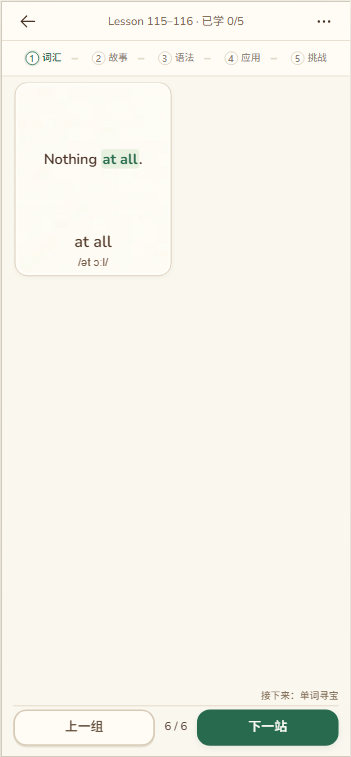 Lesson 115–116 · 已学 0/5
1 词汇 – 2 故事 – 3 语法 – 4 应用 – 5 挑战
Nothing at all.
at all
/ət ɔːl/
接下来：单词寻宝
上一组 6 / 6 下一站